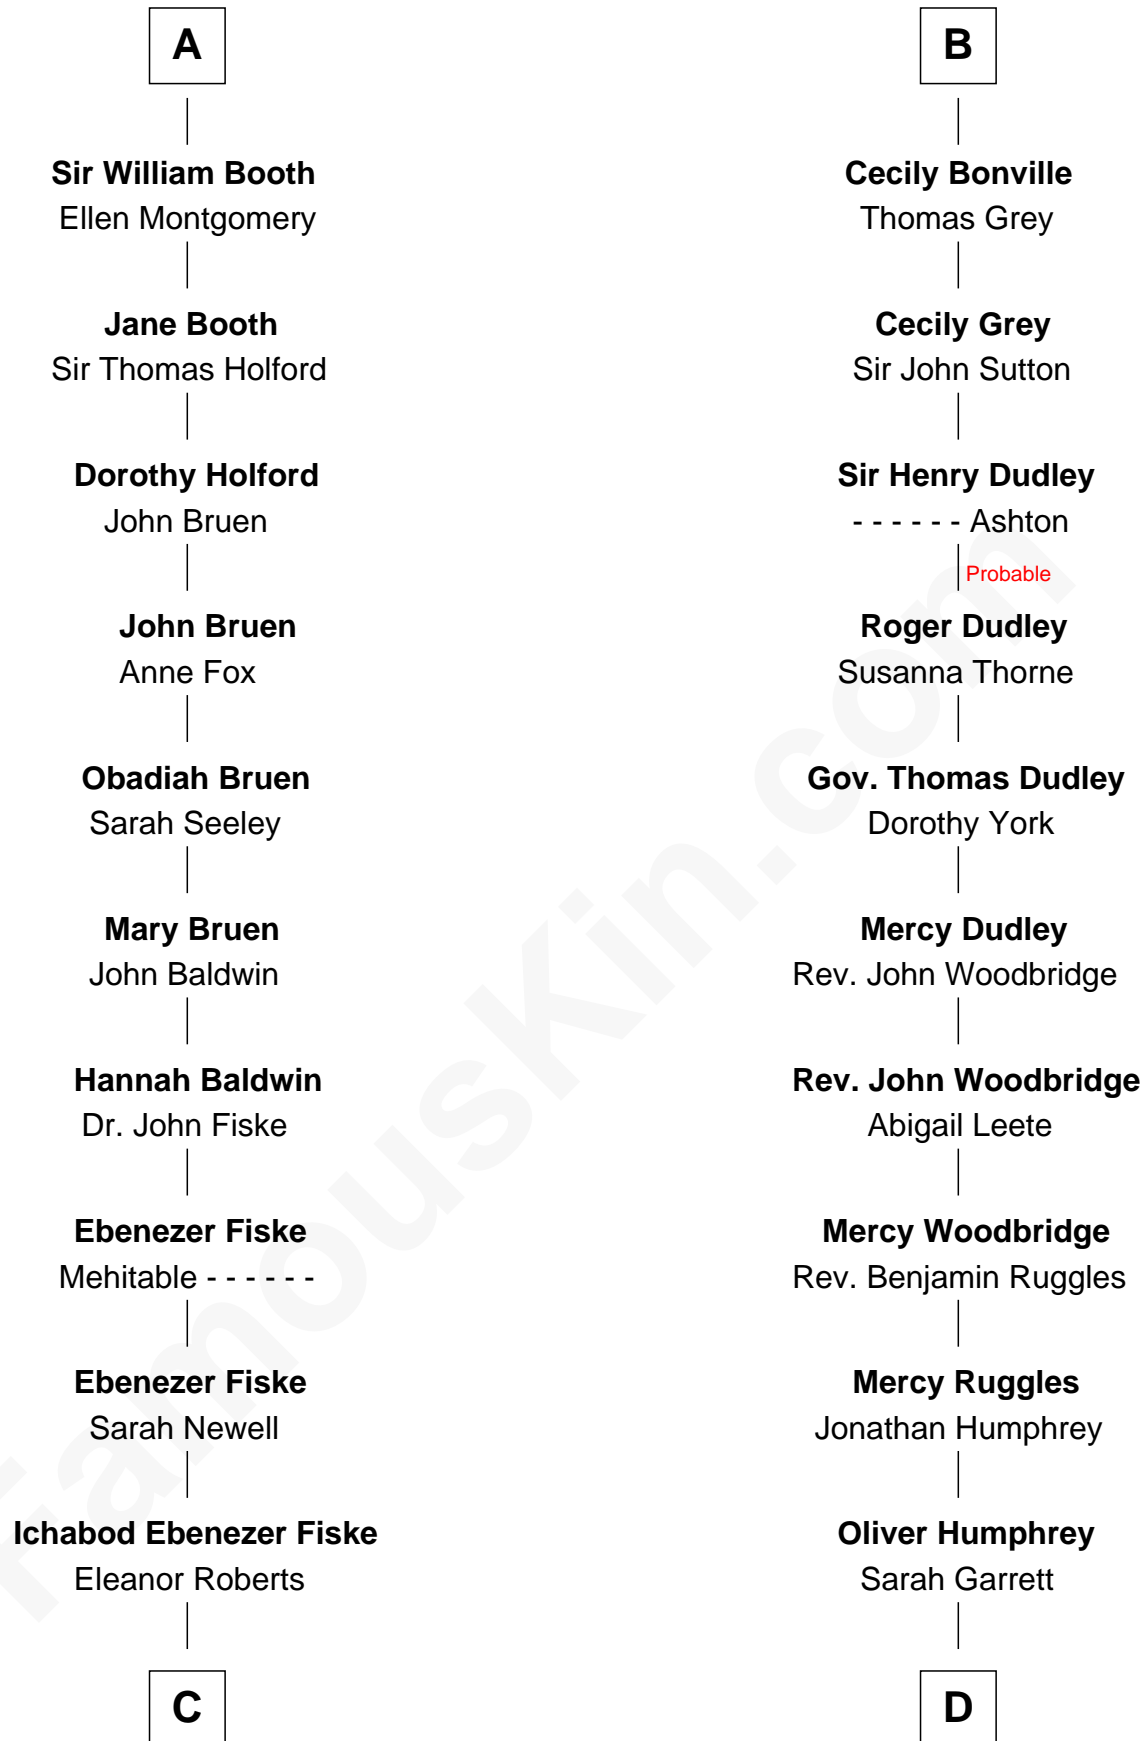 A
Sir William Booth
Ellen Montgomery
Jane Booth
Sir Thomas Holford
Dorothy Holford
John Bruen
John Bruen
Anne Fox
Obadiah Bruen
Sarah Seeley
Mary Bruen
John Baldwin
Hannah Baldwin
Dr. John Fiske
Ebenezer Fiske
Mehitable - - - - - -
Ebenezer Fiske
Sarah Newell
Ichabod Ebenezer Fiske
Eleanor Roberts
C
B
Cecily Bonville
Thomas Grey
Cecily Grey
Sir John Sutton
Sir Henry Dudley
- - - - - - Ashton
Probable
Roger Dudley
Susanna Thorne
Gov. Thomas Dudley
Dorothy York
Mercy Dudley
Rev. John Woodbridge
Rev. John Woodbridge
Abigail Leete
Mercy Woodbridge
Rev. Benjamin Ruggles
Mercy Ruggles
Jonathan Humphrey
Oliver Humphrey
Sarah Garrett
D
FamousKin.com